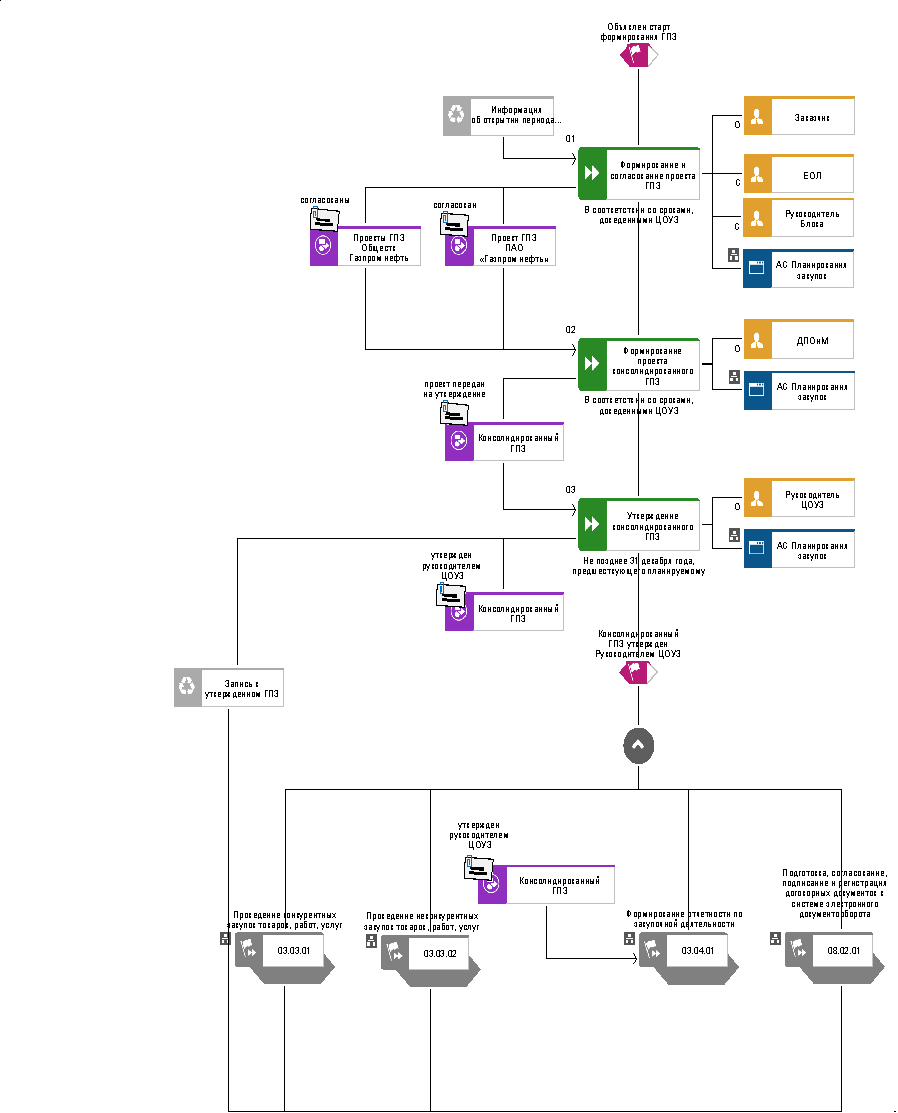 Объявлен старт
формирования ГПЗ
Информация
об открытии периода...
01
Формирование и
согласование проекта
ГПЗ
В соответствии со сроками,
доведенными ЦОУЗ
О
Заказчик
С
ЕОЛ
С
Руководитель
Блока
АС Планирования
закупок
согласованы
Проекты ГПЗ
Обществ
Газпром нефть
согласован
Проект ГПЗ
ПАО
«Газпром нефть»
02
Формирование
проекта
консолидированного
ГПЗ
В соответствии со сроками,
доведенными ЦОУЗ
О
ДПОиМ
АС Планирования
закупок
проект передан
на утверждение
Консолидированный
ГПЗ
03
Утверждение
консолидированного
ГПЗ
Не позднее 31 декабря года,
предшествующего планируемому
О
Руководитель
ЦОУЗ
АС Планирования
закупок
утвержден
руководителем
ЦОУЗ
Консолидированный
ГПЗ
Консолидированный
ГПЗ утвержден
Руководителем ЦОУЗ
Запись в
утвержденном ГПЗ
утвержден
руководителем
ЦОУЗ
Консолидированный
ГПЗ
Проведение конкурентных
закупок товаров, работ, услуг
03.03.01
Проведение неконкурентных
закупок товаров, работ, услуг
03.03.02
Формирование отчетности по
закупочной деятельности
03.04.01
Подготовка, согласование,
подписание и регистрация
договорных документов в
системе электронного
документооборота
08.02.01